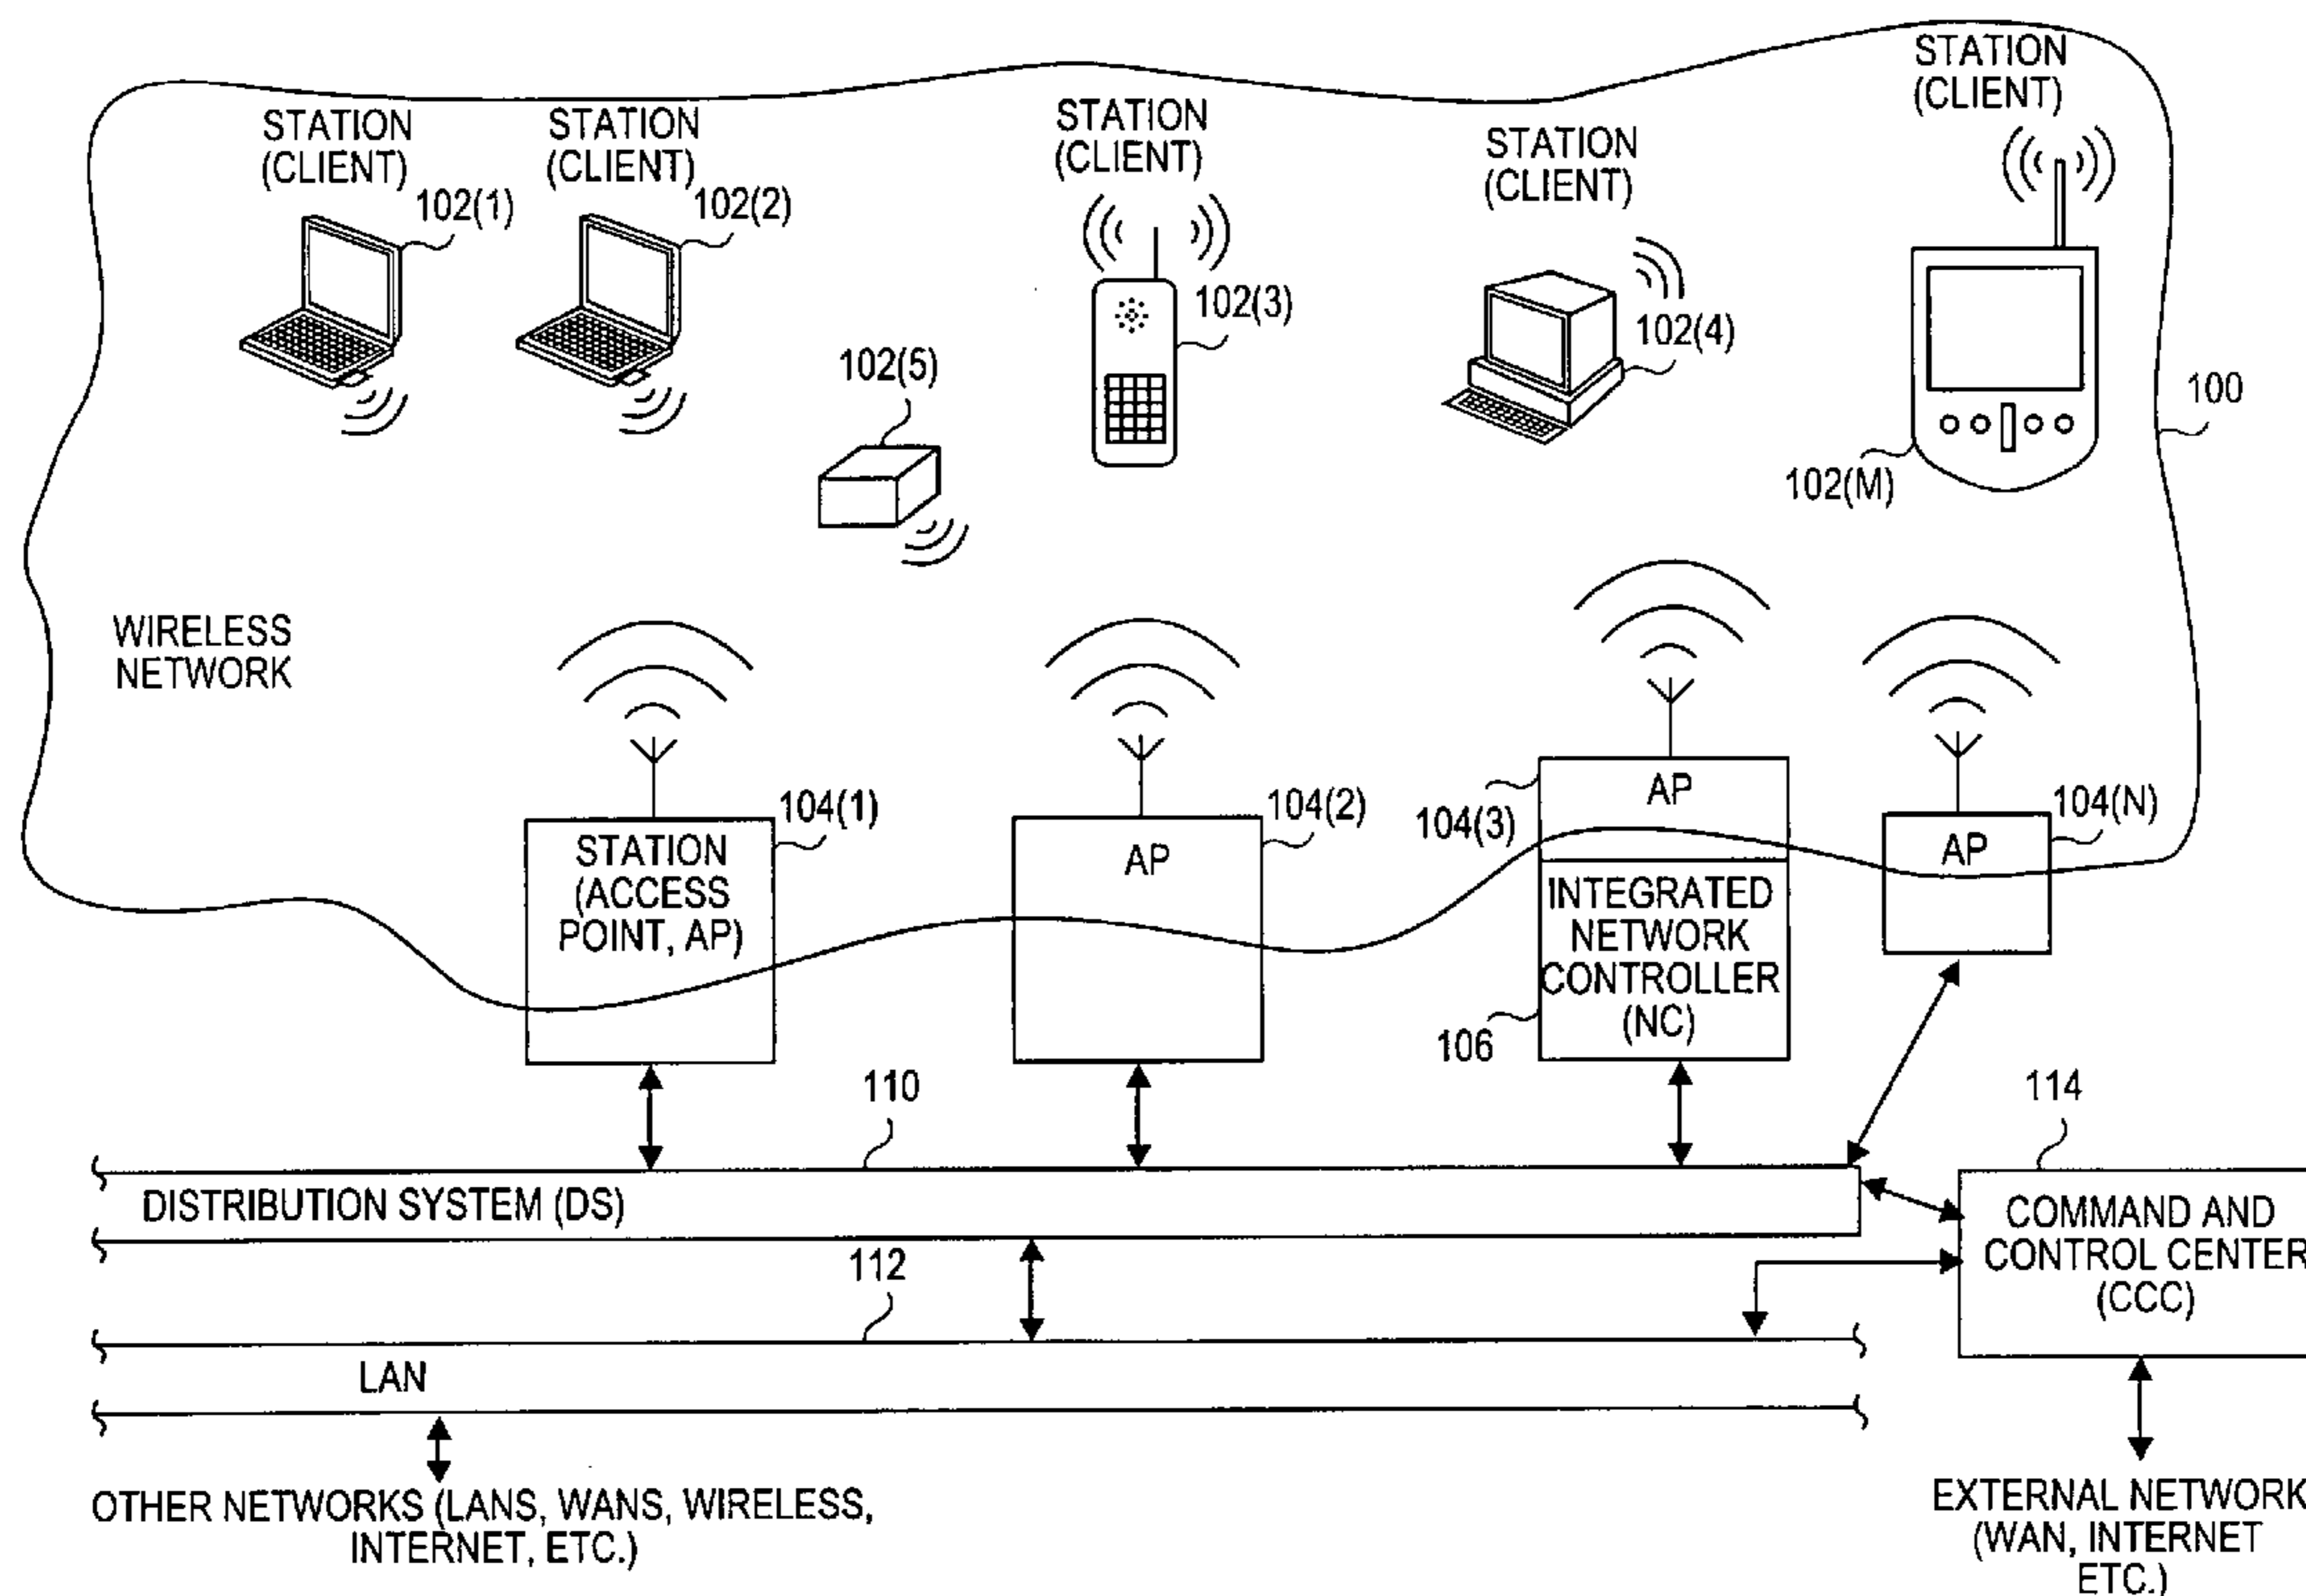 STATION
(CLIENT)
STATION
(CLIENT)
STATION
(CLIENT)
STATION
(CLIENT)
STATION
(CLIENT)
102(1)
102(2)
102(3)
102(4)
102(5)
102(M)
100
WIRELESS
NETWORK
104(1)
STATION
(ACCESS
POINT, AP)
104(2)
AP
104(3)
AP
104(N)
AP
INTEGRATED
NETWORK
CONTROLLER
(NC)
106
110
114
DISTRIBUTION SYSTEM (DS)
COMMAND AND
CONTROL CENTER
(CCC)
112
LAN
OTHER NETWORKS (LANS, WANS, WIRELESS,
INTERNET, ETC.)
EXTERNAL NETWORK
(WAN, INTERNET
ETC.)